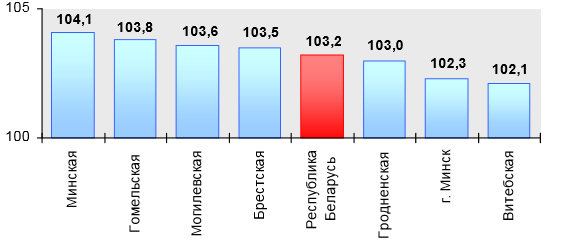 105
104,1
103,8
103,6
103,5
103,2
103,0
102,3
102,1
100
Минская
Гомельская
Могилевская
Брестская
Республика
Беларусь
Гродненская
г. Минск
Витебская